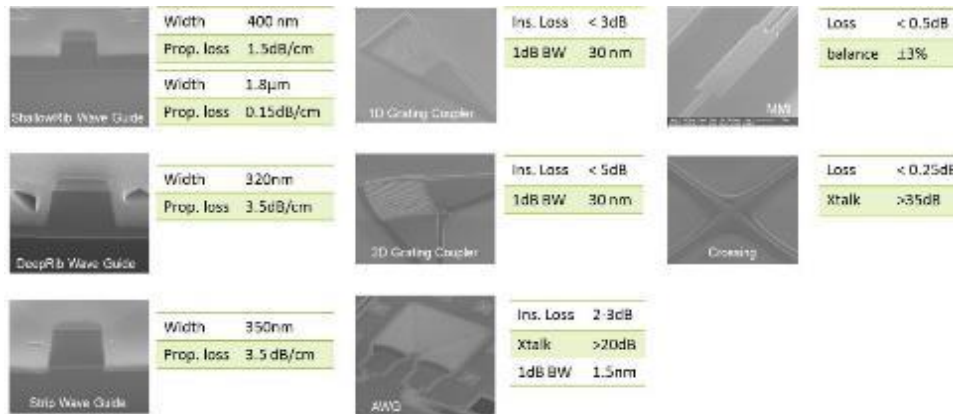 Width 400 nm
Prop. loss 1.5dB/cm
Width 1.8µm
Prop. loss 0.15dB/cm
ShallowRib Wave Guide
Ins. Loss < 3dB
1dB BW 30 nm
1D Grating Coupler
Loss < 0.5dB
balance ±3%
MMI
Width 320nm
Prop. loss 3.5dB/cm
DeepRib Wave Guide
Ins. Loss < 5dB
1dB BW 30 nm
2D Grating Coupler
Loss < 0.25dB
Xtalk >35dB
Crossing
Width 350nm
Prop. loss 3.5 dB/cm
Strip Wave Guide
Ins. Loss 2-3dB
Xtalk >20dB
1dB BW 1.5nm
AWG